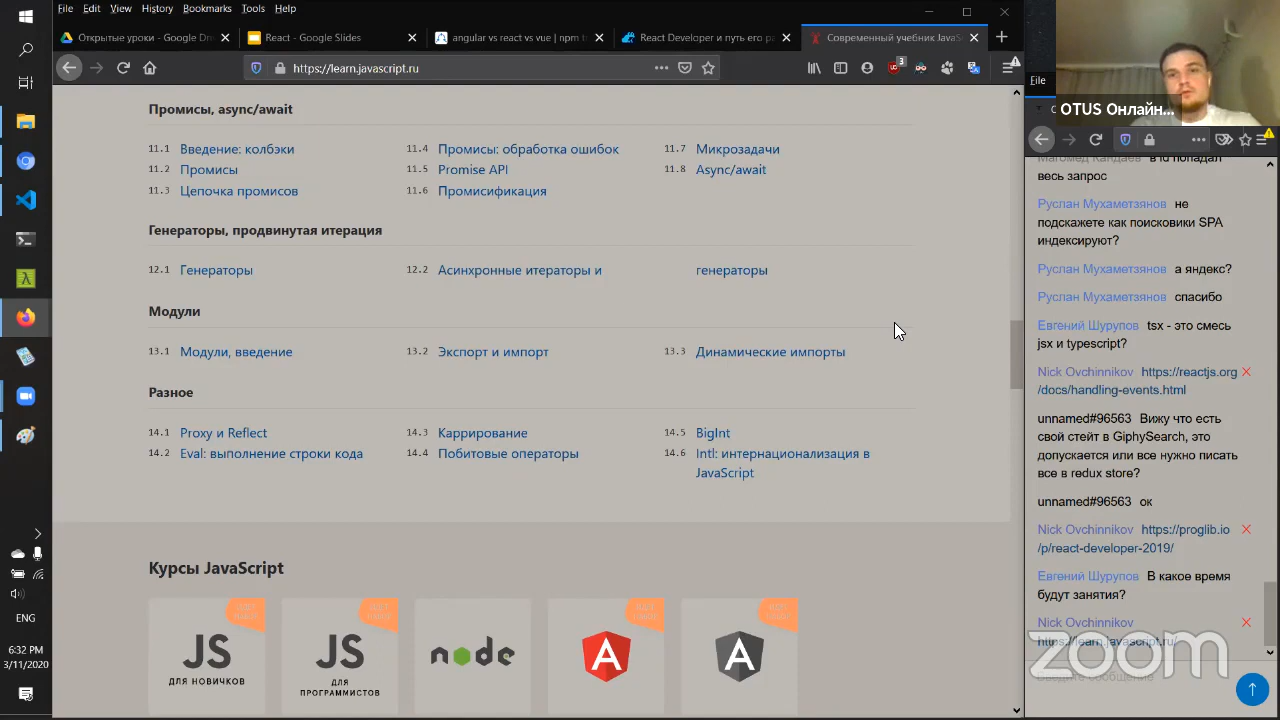 File Edit View History Bookmarks Tools Help
Открытые уроки - Google Dr
React - Google Slides
angular vs react vs vue | npm t
React Developer и путь его ра
Современный учебник JavaS
https://learn.javascript.ru
3
Промисы, async/await
11.1 Введение: колбэки
11.2 Промисы
11.3 Цепочка промисов
11.4 Промисы: обработка ошибок
11.5 Promise API
11.6 Промисификация
11.7 Микрозадачи
11.8 Async/await
Генераторы, продвинутая итерация
12.1 Генераторы
12.2 Асинхронные итераторы и
генераторы
Модули
13.1 Модули, введение
13.2 Экспорт и импорт
13.3 Динамические импорты
Разное
14.1 Proxy и Reflect
14.2 Eval: выполнение строки кода
14.3 Каррирование
14.4 Побитовые операторы
14.5 BigInt
14.6 Intl: интернационализация в
JavaScript
Курсы JavaScript
JS
ДЛЯ НОВИЧКОВ
JS
ДЛЯ
ПРОГРАММИСТОВ
node
ENG
6:32 PM
3/11/2020
File
OTUS Онлайн...
Магомед Кандаев в id попадал
весь запрос
Руслан Мухаметзянов не
подскажете как поисковики SPA
индексируют?
Руслан Мухаметзянов а яндекс?
Руслан Мухаметзянов спасибо
Евгений Шурупов tsx - это смесь
jsx и typescript?
Nick Ovchinnikov https://reactjs.org
/docs/handling-events.html
unnamed#96563 Вижу что есть
свой стейт в GiphySearch, это
допускается или все нужно писать
все в redux store?
unnamed#96563 ок
Nick Ovchinnikov https://proglib.io
/p/react-developer-2019/
Евгений Шурупов В какое время
будут занятия?
Nick Ovchinnikov
https://learn.javascript.ru/
Введите сообщение
zoom